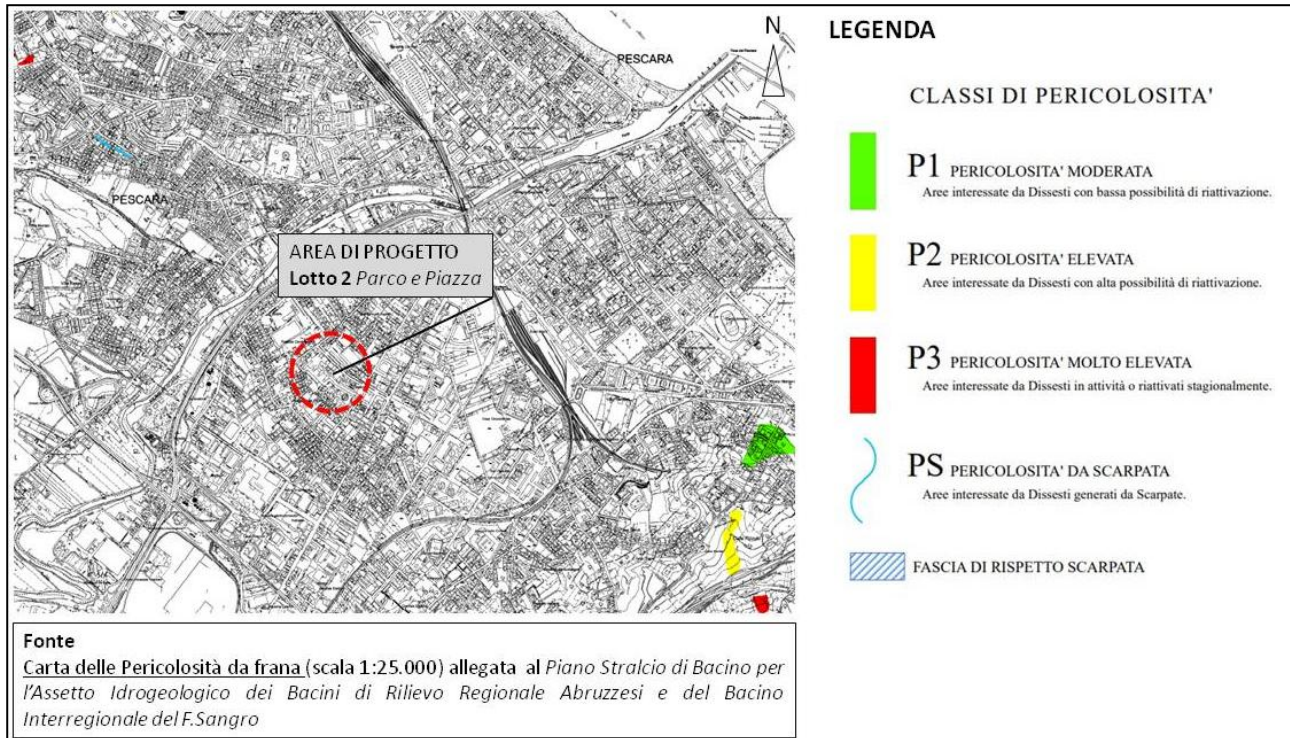 N
PESCARA
PESCARA
AREA DI PROGETTO
Lotto 2 Parco e Piazza
Fonte
Carta delle Pericolosità da frana (scala 1:25.000) allegata al Piano Stralcio di Bacino per
l'Assetto Idrogeologico dei Bacini di Rilievo Regionale Abruzzesi e del Bacino
Interregionale del F.Sangro
LEGENDA
CLASSI DI PERICOLOSITA'
P1 PERICOLOSITA' MODERATA
Aree interessate da Dissesti con bassa possibilità di riattivazione.
P2 PERICOLOSITA' ELEVATA
Aree interessate da Dissesti con alta possibilità di riattivazione.
P3 PERICOLOSITA' MOLTO ELEVATA
Aree interessate da Dissesti in attività o riattivati stagionalmente.
PS PERICOLOSITA' DA SCARPATA
Aree interessate da Dissesti generati da Scarpate.
FASCIA DI RISPETTO SCARPATA